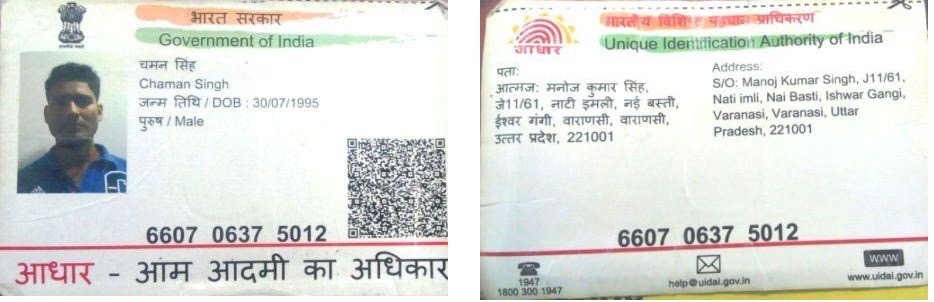 भारत सरकार
Government of India
चमन सिंह
Chaman Singh
जन्म तिथि / DOB : 30/07/1995
पुरुष / Male
6607 0637 5012
आधार - आम आदमी का अधिकार
भारतीय विशिष्ट पहचान प्राधिकरण
Unique Identification Authority of India
आधार
पता:
आत्मज: मनोज कुमार सिंह,
जे11/61, नाटी इमली, नई बस्ती,
ईश्वर गंगी, वाराणसी, वाराणसी,
उत्तर प्रदेश, 221001
Address:
S/O: Manoj Kumar Singh, J11/61,
Nati imli, Nai Basti, Ishwar Gangi,
Varanasi, Varanasi, Uttar
Pradesh, 221001
6607 0637 5012
1947
1800 300 1947
help@uidai.gov.in
www
www.uidai.gov.in